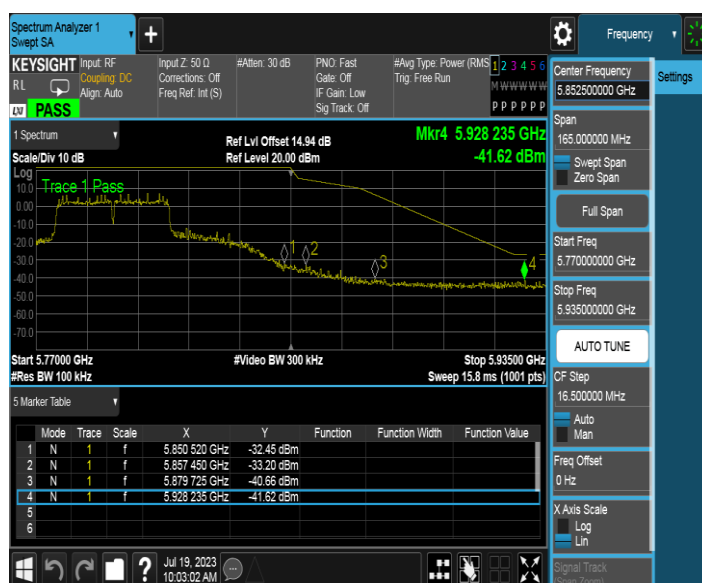 Spectrum Analyzer 1
Swept SA
Frequency
KEYSIGHT
RL
LXI
PASS
Input: RF
Coupling: DC
Align: Auto
Input Z: 50 Ω
Corrections: Off
Freq Ref: Int (S)
#Atten: 30 dB
PNO: Fast
Gate: Off
IF Gain: Low
Sig Track: Off
#Avg Type: Power (RMS
Trig: Free Run
1 2 3 4 5 6
M W W W W W
P P P P P P
1 Spectrum
Scale/Div 10 dB
Ref Lvl Offset 14.94 dB
Ref Level 20.00 dBm
Mkr4 5.928 235 GHz
-41.62 dBm
Log
Trace 1 Pass
10.0
0.00
-10.0
-20.0
-30.0
-40.0
-50.0
-60.0
-70.0
1
2
3
4
Start 5.77000 GHz
#Res BW 100 kHz
#Video BW 300 kHz
Stop 5.93500 GHz
Sweep 15.8 ms (1001 pts)
5 Marker Table
Mode Trace Scale X Y Function Function Width Function Value
1 N 1 f 5.850 520 GHz -32.45 dBm
2 N 1 f 5.857 450 GHz -33.20 dBm
3 N 1 f 5.879 725 GHz -40.66 dBm
4 N 1 f 5.928 235 GHz -41.62 dBm
5
6
?
Jul 19, 2023
10:03:02 AM
Center Frequency
5.852500000 GHz
Settings
Span
165.000000 MHz
Swept Span
Zero Span
Full Span
Start Freq
5.770000000 GHz
Stop Freq
5.935000000 GHz
AUTO TUNE
CF Step
16.500000 MHz
Auto
Man
Freq Offset
0 Hz
X Axis Scale
Log
Lin
Signal Track
(Span Zoom)